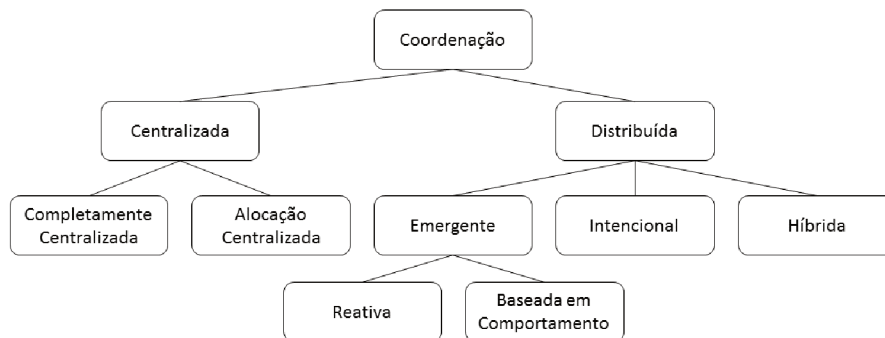 Coordenação
Centralizada
Distribuída
Completamente
Centralizada
Alocação
Centralizada
Emergente
Intencional
Híbrida
Reativa
Baseada em
Comportamento